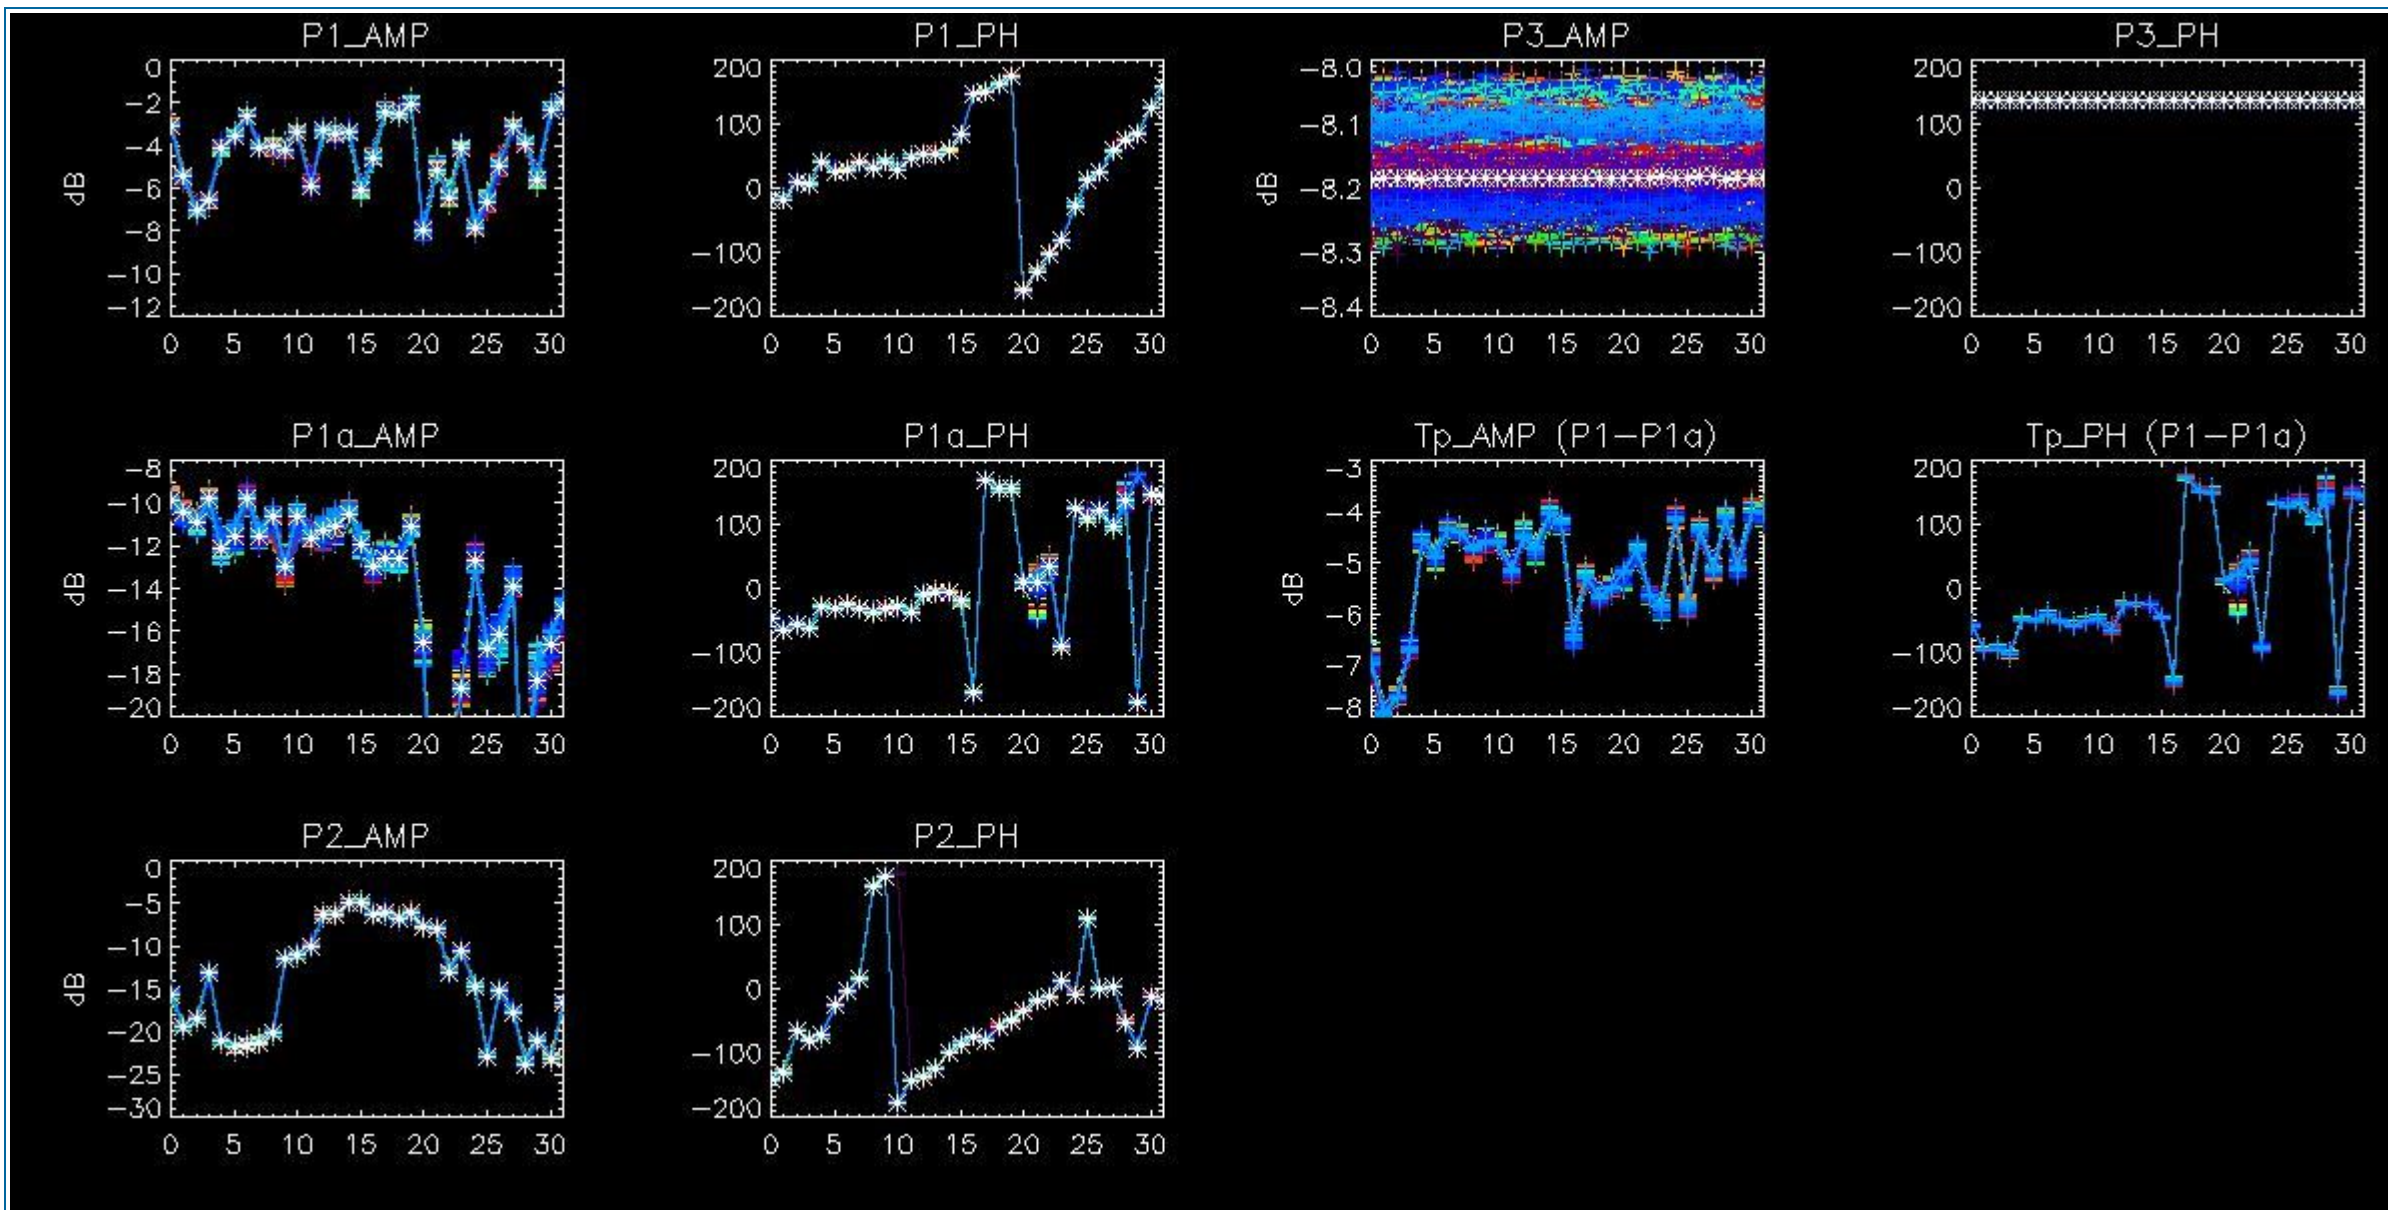 P1_AMP
0
−2
−4
−6
−8
−10
−12
dB
0 5 10 15 20 25 30
P1_PH
200
100
0
−100
−200
0 5 10 15 20 25 30
P3_AMP
−8.0
−8.1
−8.2
−8.3
−8.4
dB
0 5 10 15 20 25 30
P3_PH
200
100
0
−100
−200
0 5 10 15 20 25 30
P1a_AMP
−8
−10
−12
−14
−16
−18
−20
dB
0 5 10 15 20 25 30
P1a_PH
200
100
0
−100
−200
0 5 10 15 20 25 30
Tp_AMP (P1−P1a)
−3
−4
−5
−6
−7
−8
dB
0 5 10 15 20 25 30
Tp_PH (P1−P1a)
200
100
0
−100
−200
0 5 10 15 20 25 30
P2_AMP
0
−5
−10
−15
−20
−25
−30
dB
0 5 10 15 20 25 30
P2_PH
200
100
0
−100
−200
0 5 10 15 20 25 30